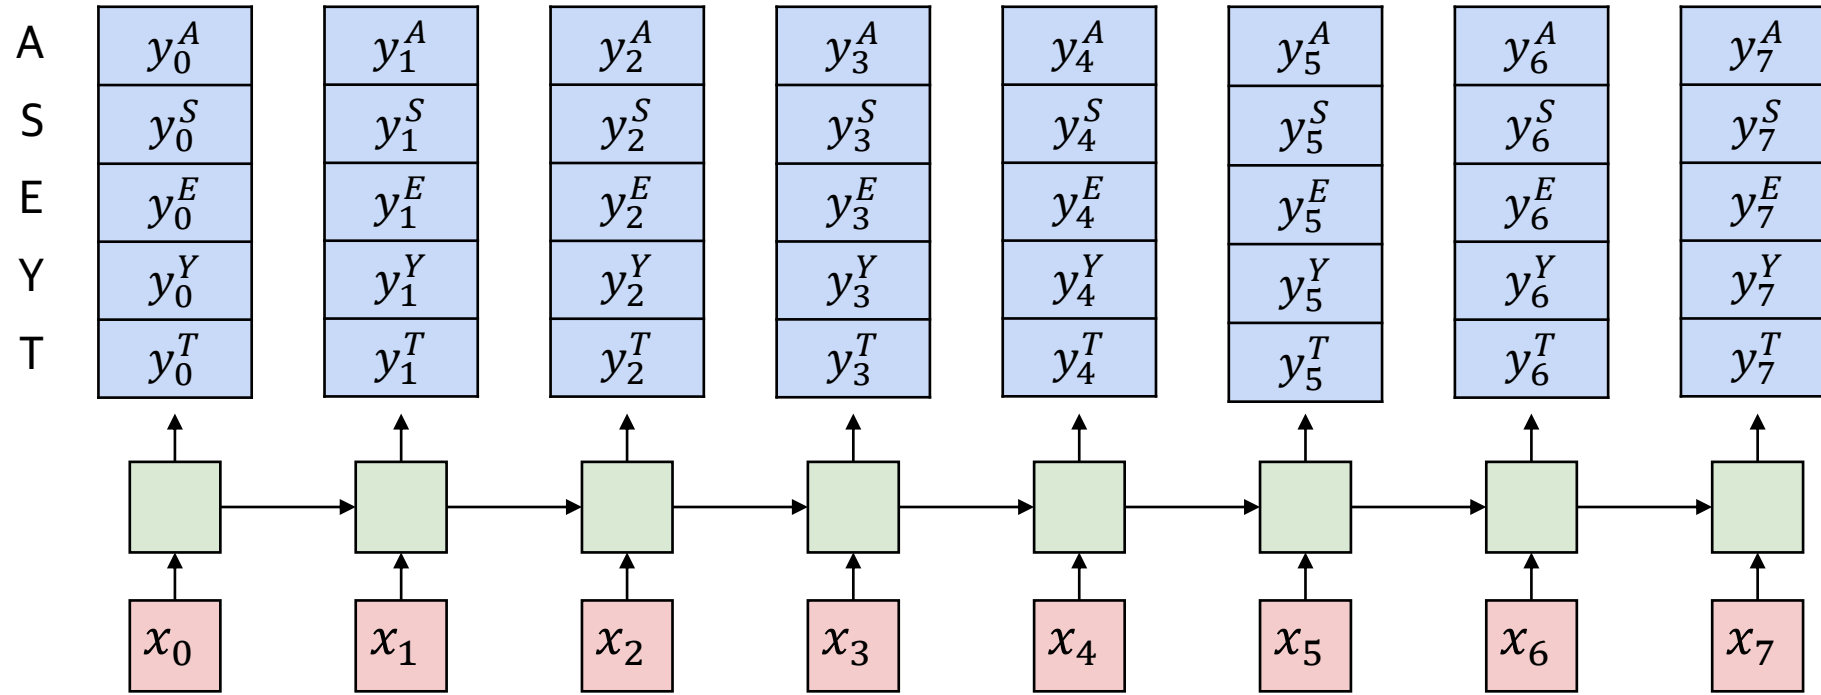 A y_0^A y_1^A y_2^A y_3^A y_4^A y_5^A y_6^A y_7^A
S y_0^S y_1^S y_2^S y_3^S y_4^S y_5^S y_6^S y_7^S
E y_0^E y_1^E y_2^E y_3^E y_4^E y_5^E y_6^E y_7^E
Y y_0^Y y_1^Y y_2^Y y_3^Y y_4^Y y_5^Y y_6^Y y_7^Y
T y_0^T y_1^T y_2^T y_3^T y_4^T y_5^T y_6^T y_7^T
x_0 x_1 x_2 x_3 x_4 x_5 x_6 x_7